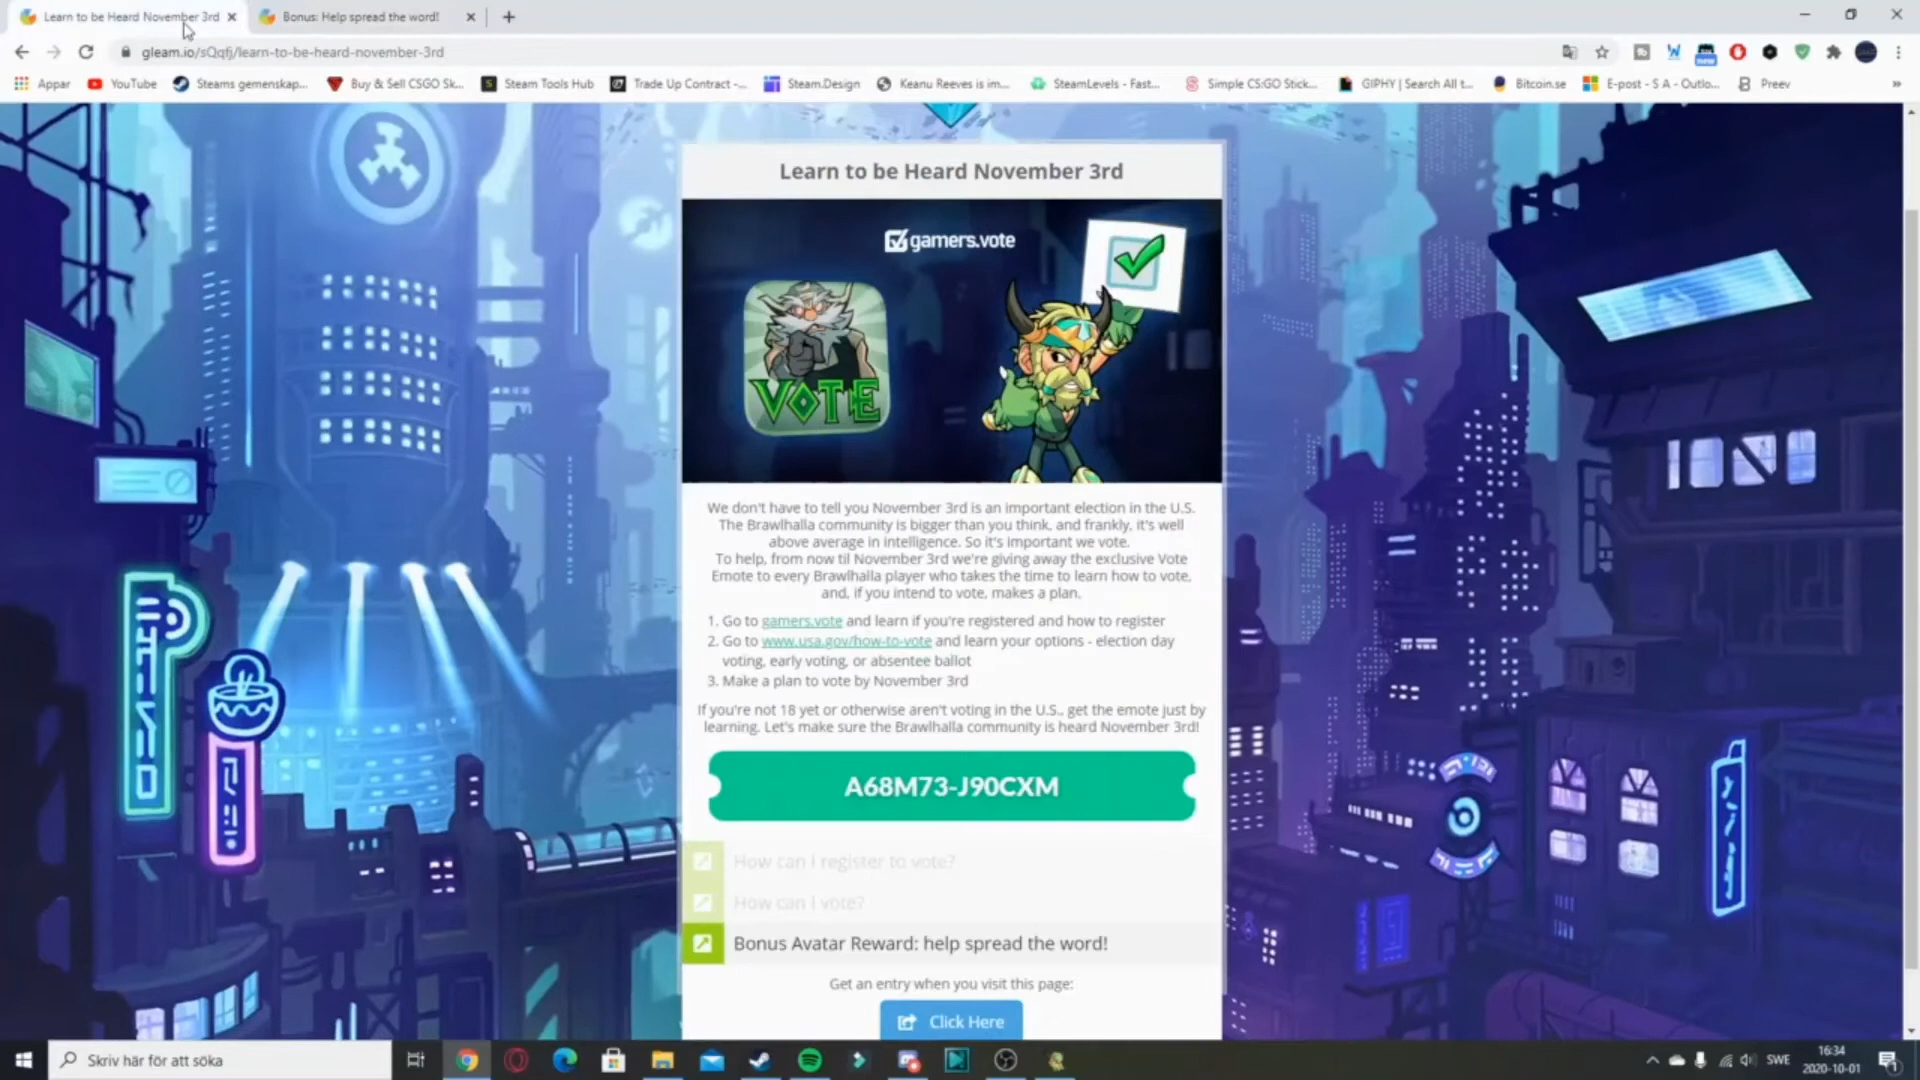 Learn to be Heard November 3rd
Bonus: Help spread the word!
gleam.io/sQqfj/learn-to-be-heard-november-3rd
Appar
YouTube
Steams gemenskap...
Buy & Sell CSGO Sk...
Steam Tools Hub
Trade Up Contract -...
Steam.Design
Keanu Reeves is im...
SteamLevels - Fast...
Simple CS:GO Stick...
GIPHY | Search All t...
Bitcoin.se
E-post - S A - Outlo...
Preev
Learn to be Heard November 3rd
gamers.vote
VOTE
We don't have to tell you November 3rd is an important election in the U.S.
The Brawlhalla community is bigger than you think, and frankly, it's well
above average in intelligence. So it's important we vote.
To help, from now til November 3rd we're giving away the exclusive Vote
Emote to every Brawlhalla player who takes the time to learn how to vote,
and, if you intend to vote, makes a plan.
1. Go to gamers.vote and learn if you're registered and how to register
2. Go to www.usa.gov/how-to-vote and learn your options - election day
voting, early voting, or absentee ballot
3. Make a plan to vote by November 3rd
If you're not 18 yet or otherwise aren't voting in the U.S., get the emote just by
learning. Let's make sure the Brawlhalla community is heard November 3rd!
A68M73-J90CXM
How can I register to vote?
How can I vote?
Bonus Avatar Reward: help spread the word!
Get an entry when you visit this page:
Click Here
Skriv här för att söka
SWE
16:34
2020-10-01